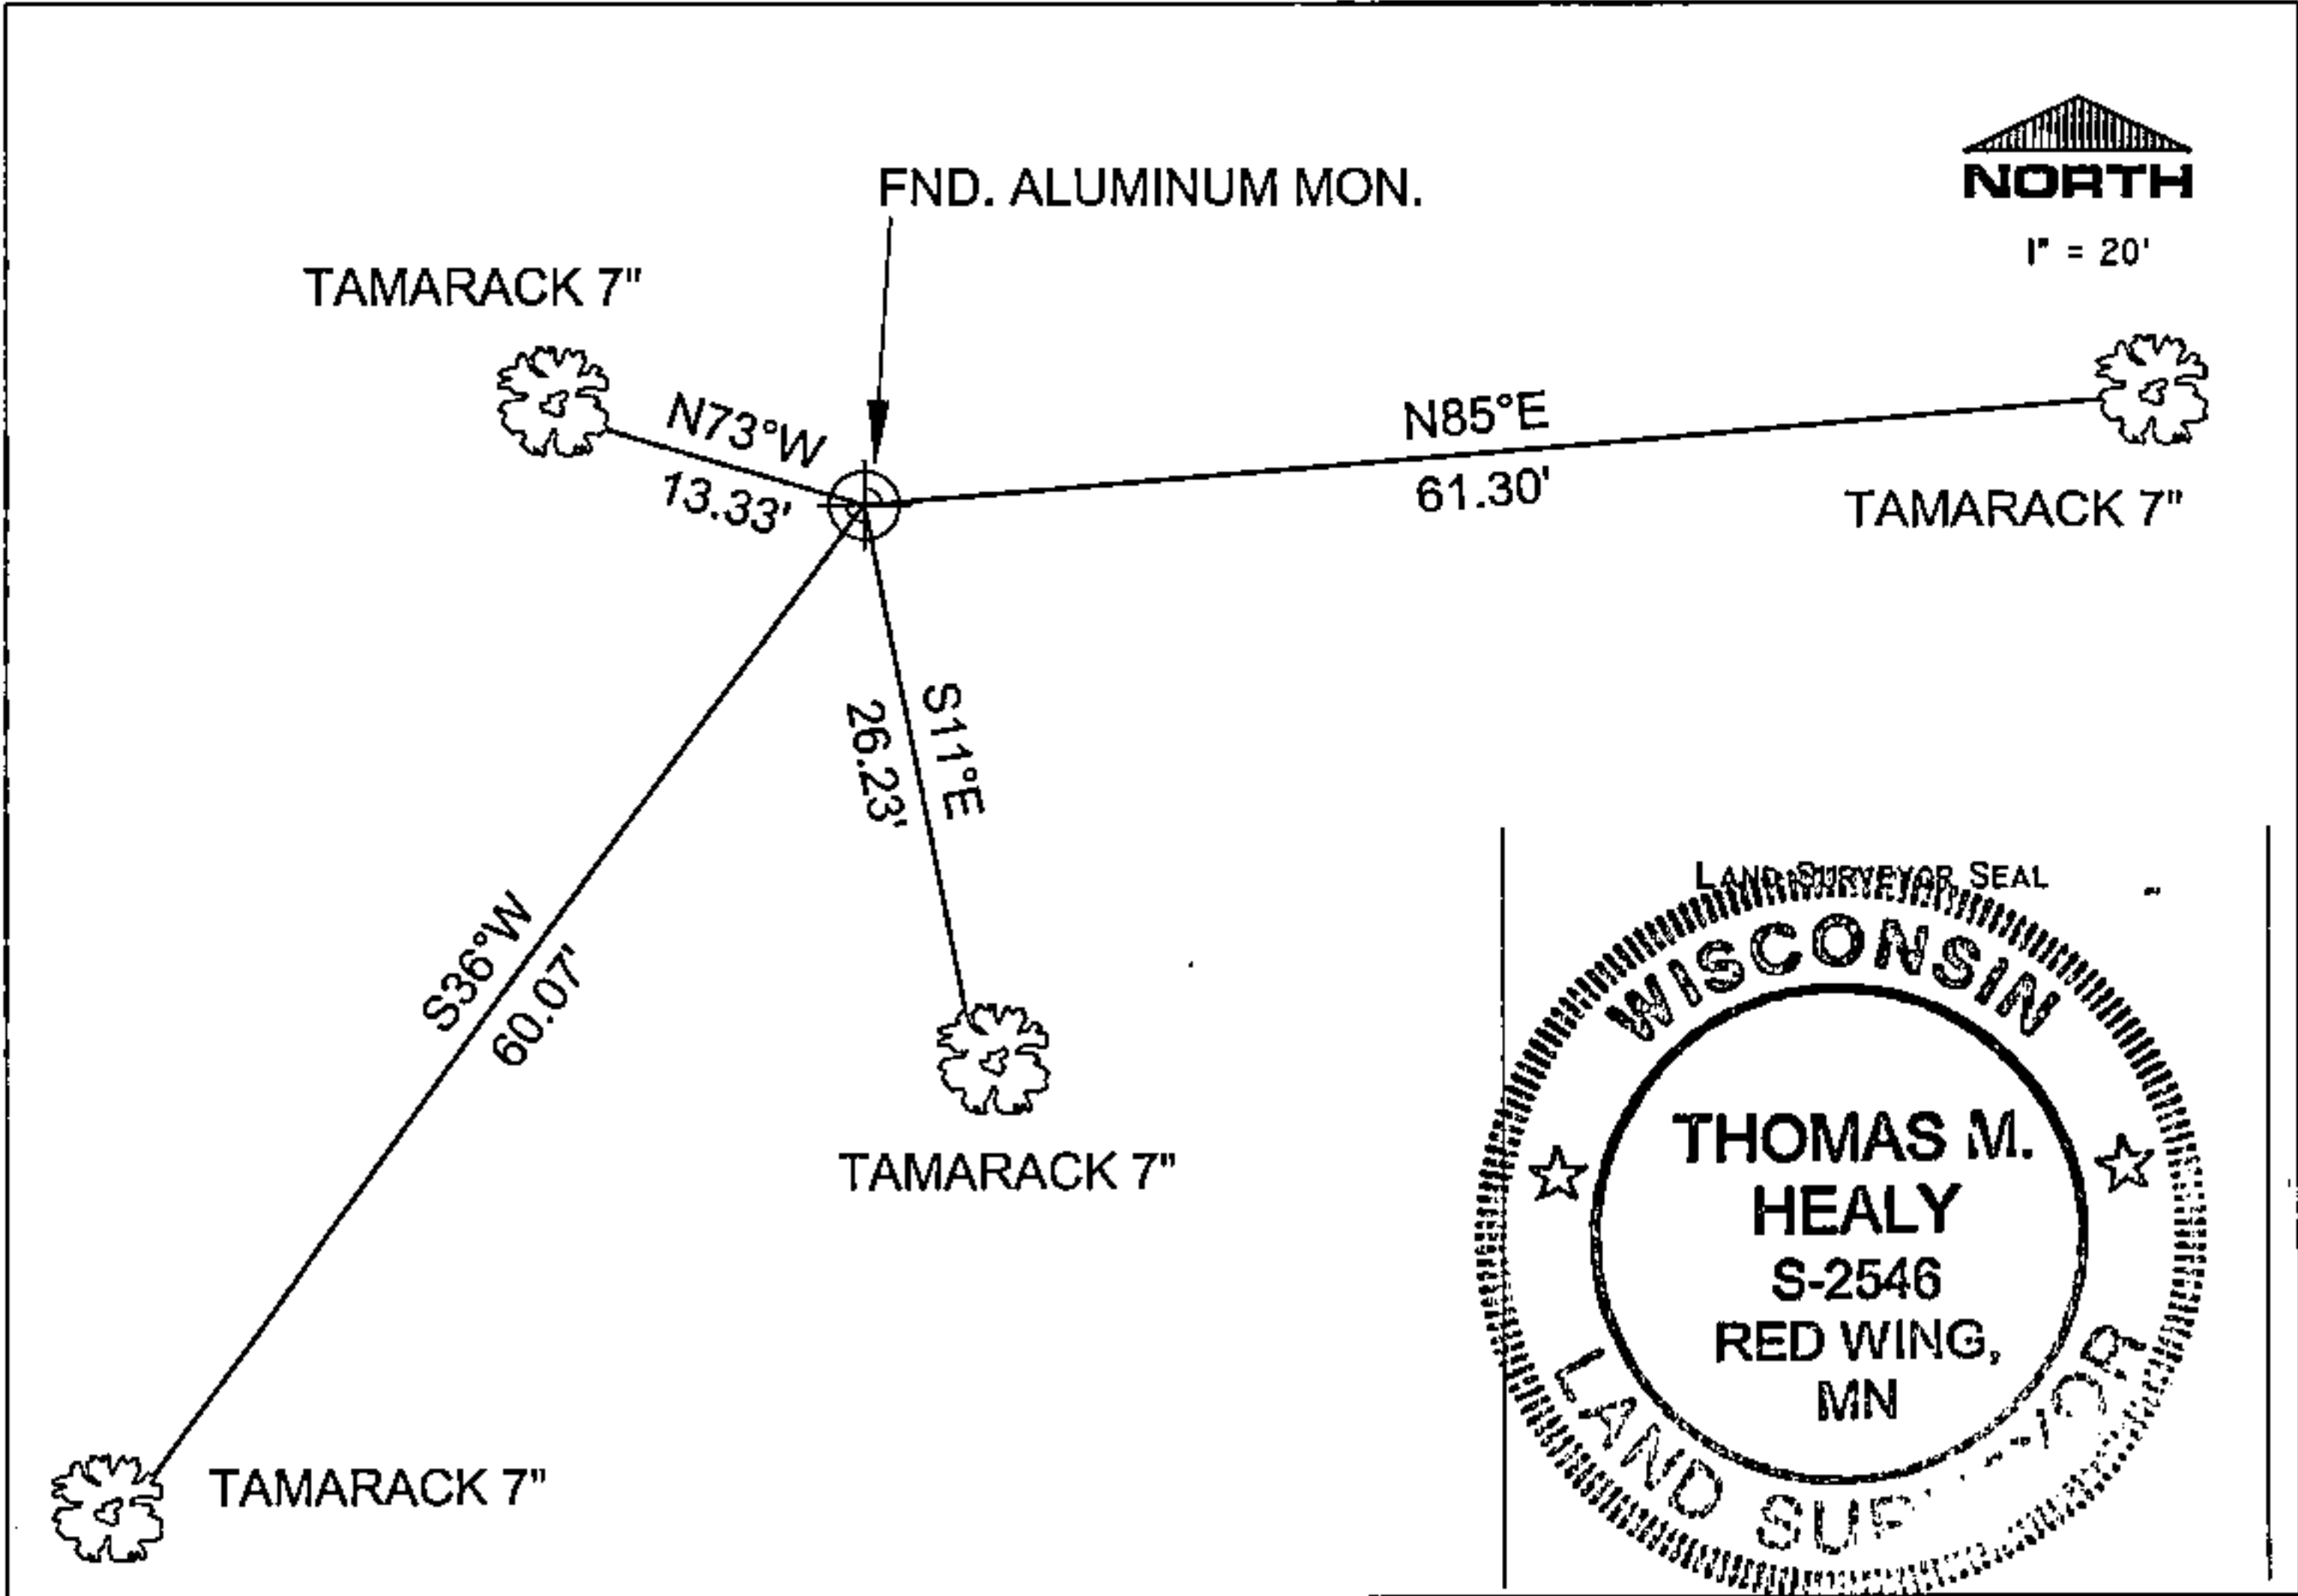 FND. ALUMINUM MON.
NORTH
1" = 20'
TAMARACK 7"
N73°W
13.33'
N85°E
61.30'
TAMARACK 7"
S11°E
26.23'
TAMARACK 7"
S36°W
60.07'
TAMARACK 7"
LAND SURVEYOR SEAL
WISCONSIN
THOMAS M.
HEALY
S-2546
RED WING,
MN
LAND SURVEYOR